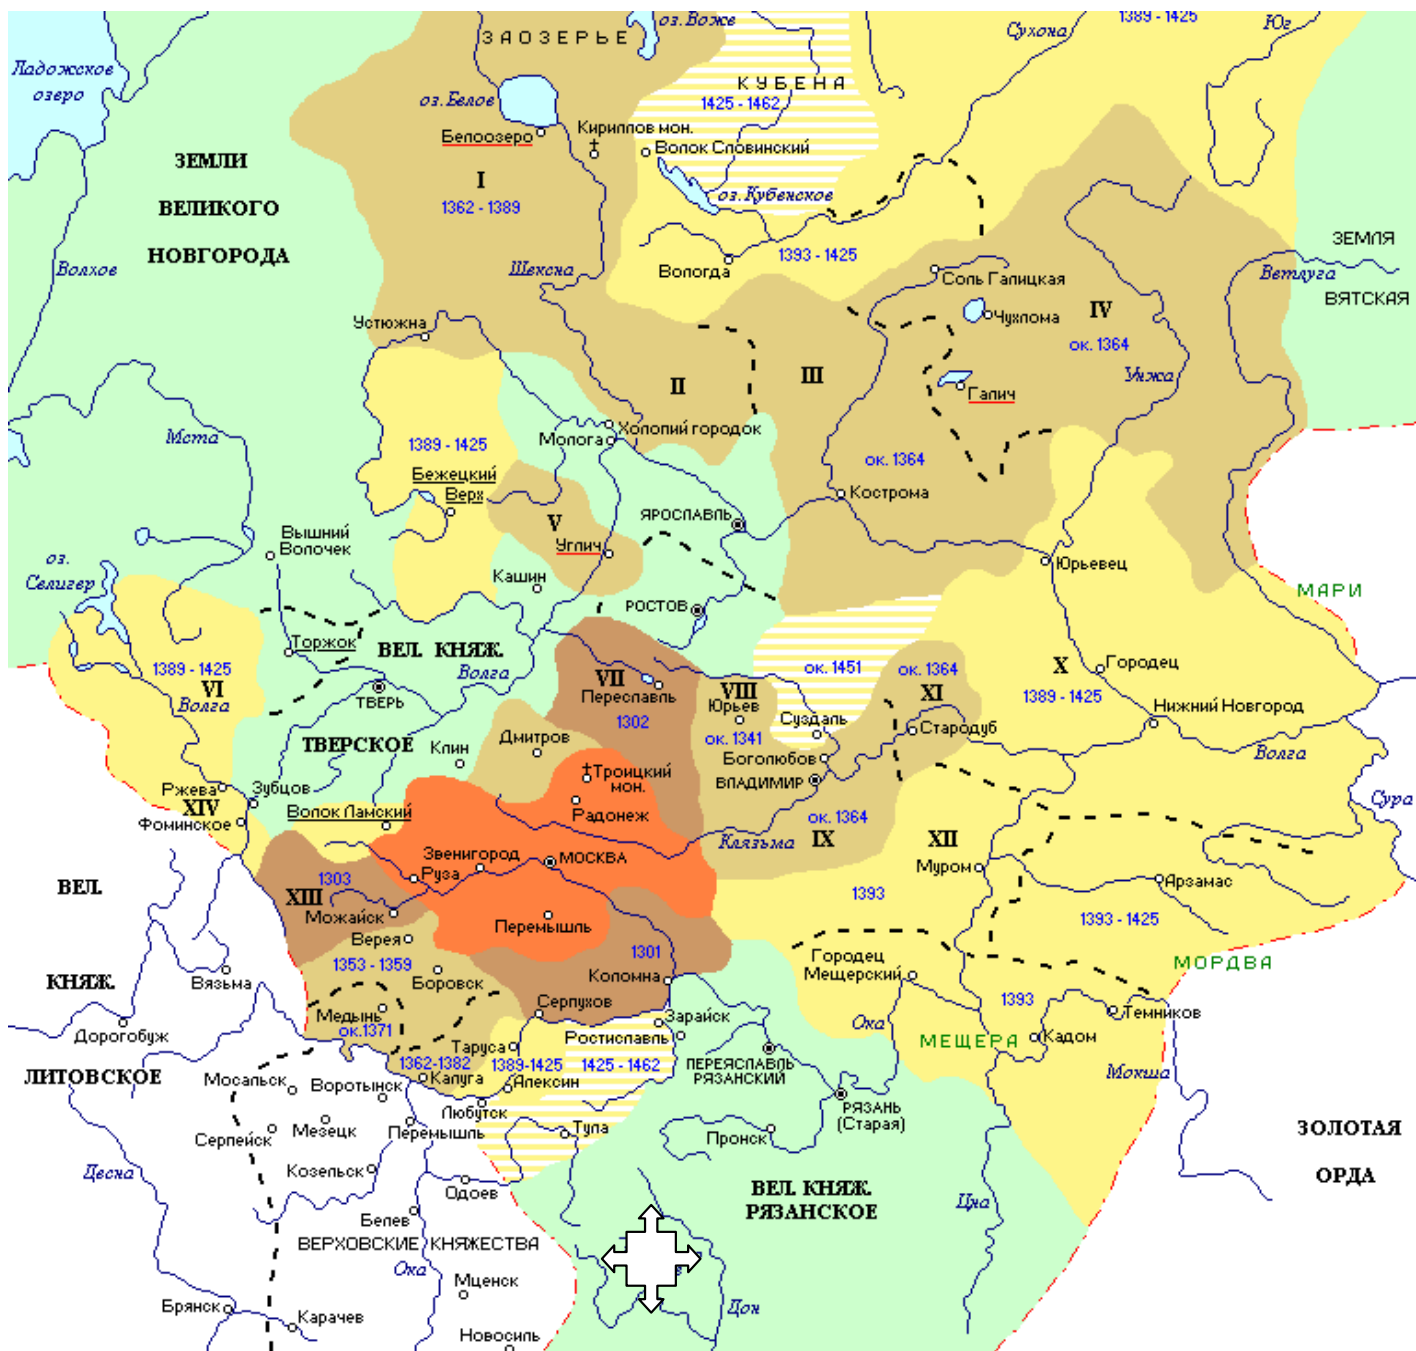 оз. Воже
1389 - 1425
ЗАОЗЕРЬЕ
Сухона
Юг
Ладожское
озеро
КУБЕНА
1425 - 1462
оз. Белое
Белоозеро
Кириллов мон.
Волок Словинский
ЗЕМЛИ
ВЕЛИКОГО
НОВГОРОДА
I
1362 - 1389
оз. Кубенское
1393 - 1425
Вологда
Волхов
Шексна
Соль Галицкая
ЗЕМЛЯ
ВЯТСКАЯ
Ветлуга
Устюжна
Чухлома
IV
ок. 1364
II
III
Унжа
Галич
Молога
Холопий городок
Мста
1389 - 1425
Бежецкий
Верх
ок. 1364
Кострома
V
Углич
ЯРОСЛАВЛЬ
Вышний
Волочек
оз.
Селигер
Кашин
РОСТОВ
Юрьевец
МАРИ
Торжок
ВЕЛ. КНЯЖ.
Волга
1389 - 1425
VI
Волга
ТВЕРЬ
VII
Переславль
1302
VIII
Юрьев
ок. 1341
ок. 1451
ок. 1364
XI
X
1389 - 1425
Городец
Суздаль
Стародуб
Нижний Новгород
Волга
ТВЕРСКОЕ
Клин
Дмитров
Боголюбов
ВЛАДИМИР
Троицкий
мон.
Ржева
Зубцов
XIV
Фоминское
Волок Ламский
Радонеж
Клязьма
ок. 1364
IX
XII
Сура
Звенигород
Руза
МОСКВА
Муром
Арзамас
ВЕЛ.
1303
XIII
Можайск
1393
1393 - 1425
Перемышль
Верея
1353 - 1359
Боровск
1301
Коломна
Городец
Мещерский
МОРДВА
КНЯЖ.
Вязьма
Медынь
ок.1371
Серпухов
Зарайск
1393
Темников
Дорогобуж
Ростиславль
Ока
МЕЩЕРА
Кадом
Таруса
1362-1382
1389-1425
1425 - 1462
ПЕРЕЯСЛАВЛЬ
РЯЗАНСКИЙ
Мокша
ЛИТОВСКОЕ
Мосальск
Воротынск
Калуга
Алексин
Любутск
РЯЗАНЬ
(Старая)
Серпейск
Мезецк
Перемышль
Тула
Пронск
ЗОЛОТАЯ
ОРДА
Десна
Козельск
Одоев
ВЕЛ. КНЯЖ.
РЯЗАНСКОЕ
Цна
Белев
ВЕРХОВСКИЕ КНЯЖЕСТВА
Ока
Мценск
Брянск
Карачев
Дон
Новосиль